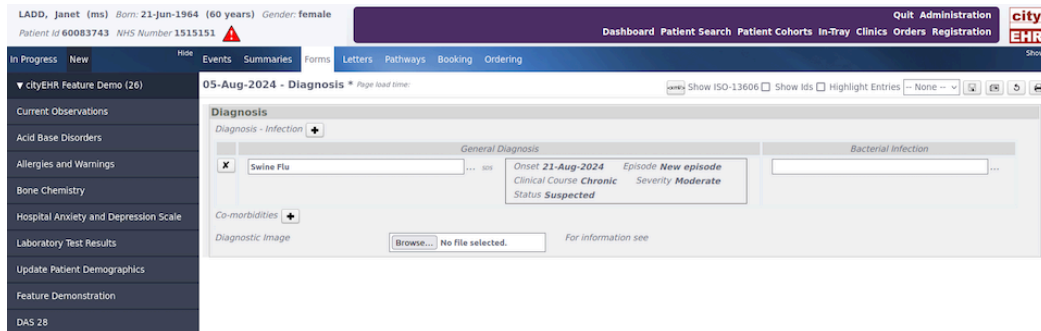 LADD, Janet (ms) Born: 21-Jun-1964 (60 years) Gender: female
Patient Id 60083743 NHS Number 1515151
Quit Administration
Dashboard Patient Search Patient Cohorts In-Tray Clinics Orders Registration
city
EHR
In Progress New Hide Events Summaries Forms Letters Pathways Booking Ordering
▼ cityEHR Feature Demo (26)
05-Aug-2024 - Diagnosis * Page load time:
Show ISO-13606 Show Ids Highlight Entries -- None --
Current Observations
Acid Base Disorders
Allergies and Warnings
Bone Chemistry
Hospital Anxiety and Depression Scale
Laboratory Test Results
Update Patient Demographics
Feature Demonstration
DAS 28
Diagnosis
Diagnosis - Infection +
General Diagnosis Bacterial Infection
X Swine Flu ... Onset 21-Aug-2024 Episode New episode ...
Clinical Course Chronic Severity Moderate
Status Suspected
Co-morbidities +
Diagnostic Image Browse... No file selected. For information see